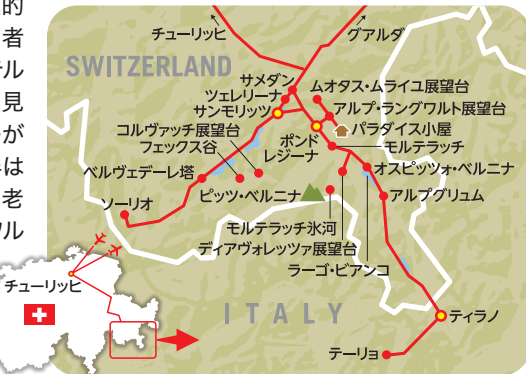 的
者
テル
見
が
は
老
ル
チューリッヒ
グアルダ
SWITZERLAND
サメダン
ツェレリーナ
サンモリッツ
ムオタス・ムライユ展望台
アルプ・ラングワルト展望台
パラダイス小屋
コルヴァッチ展望台
フェックス谷
ポンド
レジーナ
モルテラッチ
オスピッツォ・ベルニナ
ベルヴェデーレ塔
ピッツ・ベルニナ
アルプグリュム
ソーリオ
モルテラッチ氷河
ディアヴォレッツァ展望台
ラーゴ・ビアンコ
チューリッヒ
ITALY
ティラノ
テーリョ